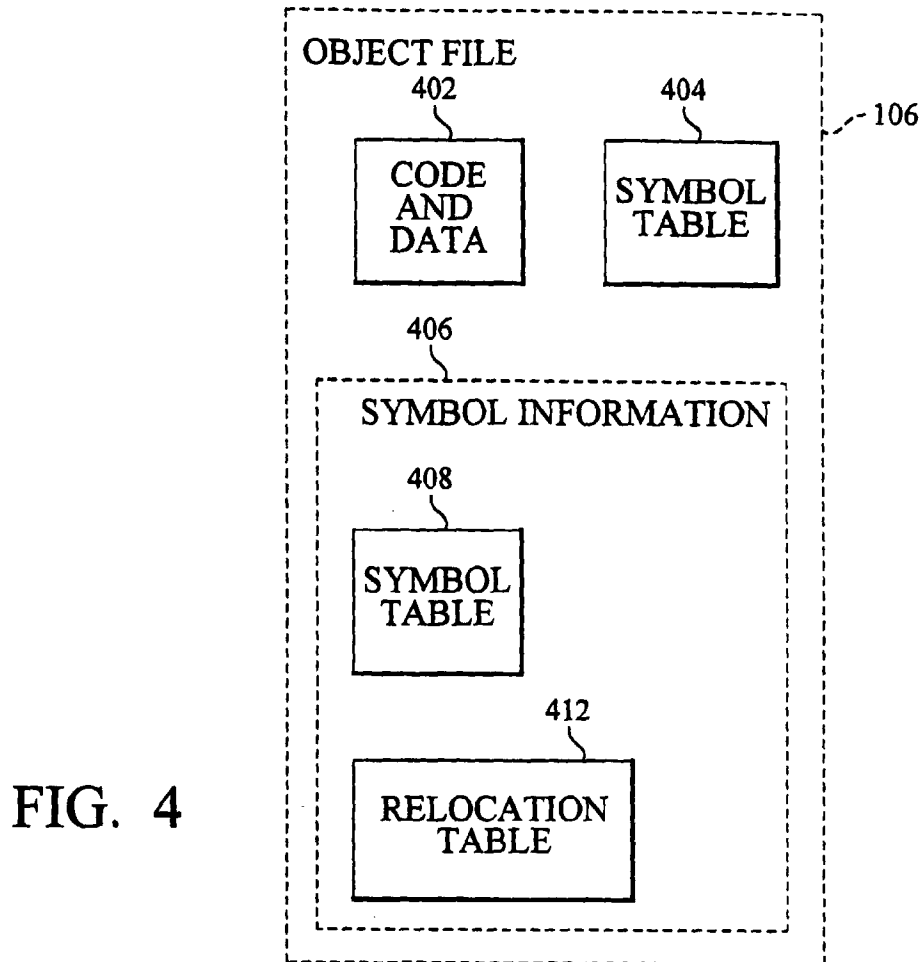 OBJECT FILE
402
404
106
CODE
AND
DATA
SYMBOL
TABLE
406
SYMBOL INFORMATION
408
SYMBOL
TABLE
412
RELOCATION
TABLE
FIG. 4